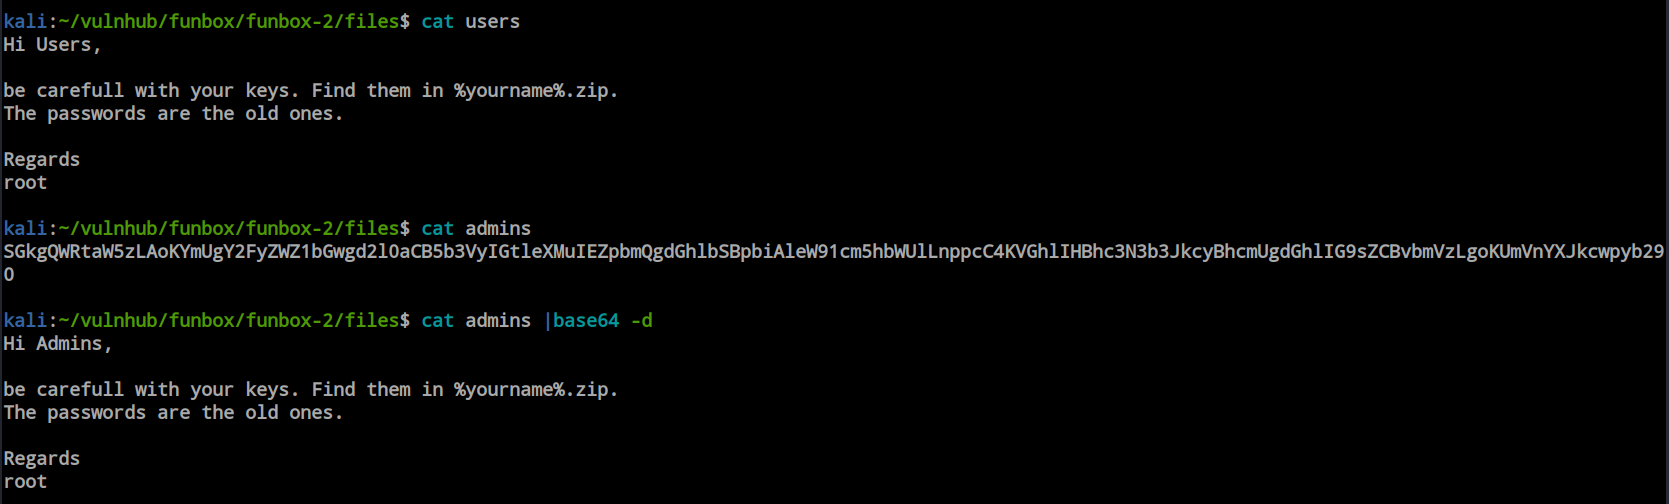 kali:~/vulnhub/funbox/funbox-2/files$ cat users
Hi Users,
be carefull with your keys. Find them in %yourname%.zip.
The passwords are the old ones.
Regards
root
kali:~/vulnhub/funbox/funbox-2/files$ cat admins
SGkgQWRtaW5zLAoKYmUgY2FyZWZ1bGwgd2l0aCB5b3VyIGtleXMuIEZpbmQgdGhlbSBpbiAleW91cm5hbWUlLnppcC4KVGhlIHBhc3N3b3JkcyBhcmUgdGhlIG9sZCBvbmVzLgoKUmVnYXJkcwpyb290
0
kali:~/vulnhub/funbox/funbox-2/files$ cat admins |base64 -d
Hi Admins,
be carefull with your keys. Find them in %yourname%.zip.
The passwords are the old ones.
Regards
root